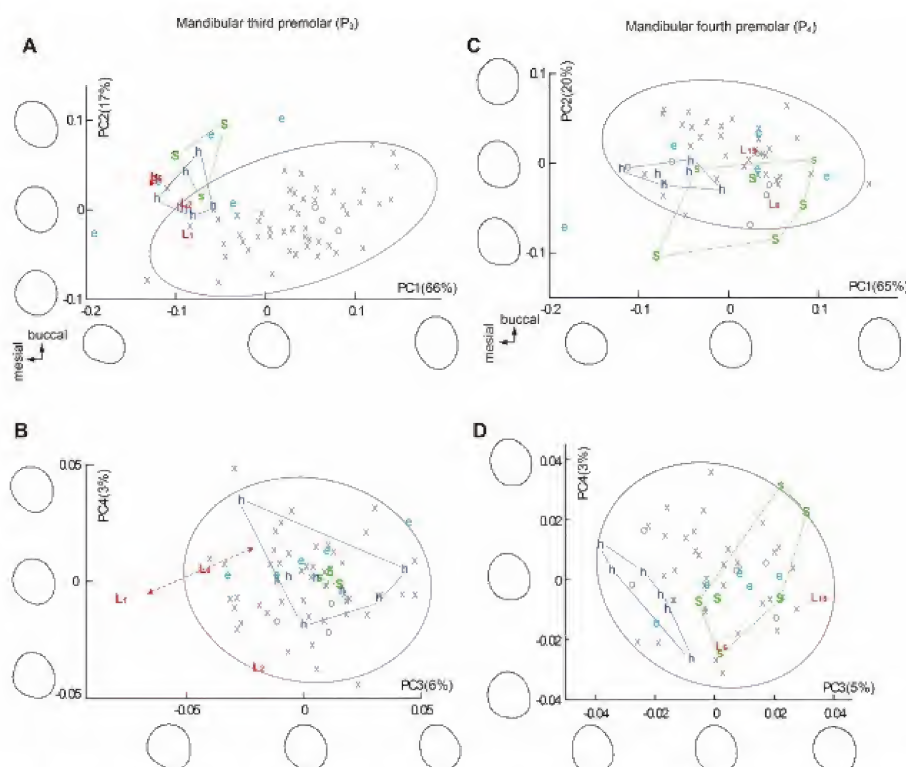 Mandibular third premolar (P₃)
Mandibular fourth premolar (P₄)
A
PC2(17%)
0.1
0
-0.1
-0.2
-0.1
0
0.1
PC1(66%)
buccal
mesial
C
PC2(20%)
0.1
0
-0.1
-0.2
-0.1
0
0.1
PC1(65%)
buccal
mesial
B
PC4(3%)
0.05
0
-0.05
-0.05
0
0.05
PC3(6%)
D
PC4(3%)
0.04
0.02
0
-0.02
-0.04
-0.04
-0.02
0
0.02
0.04
PC3(5%)